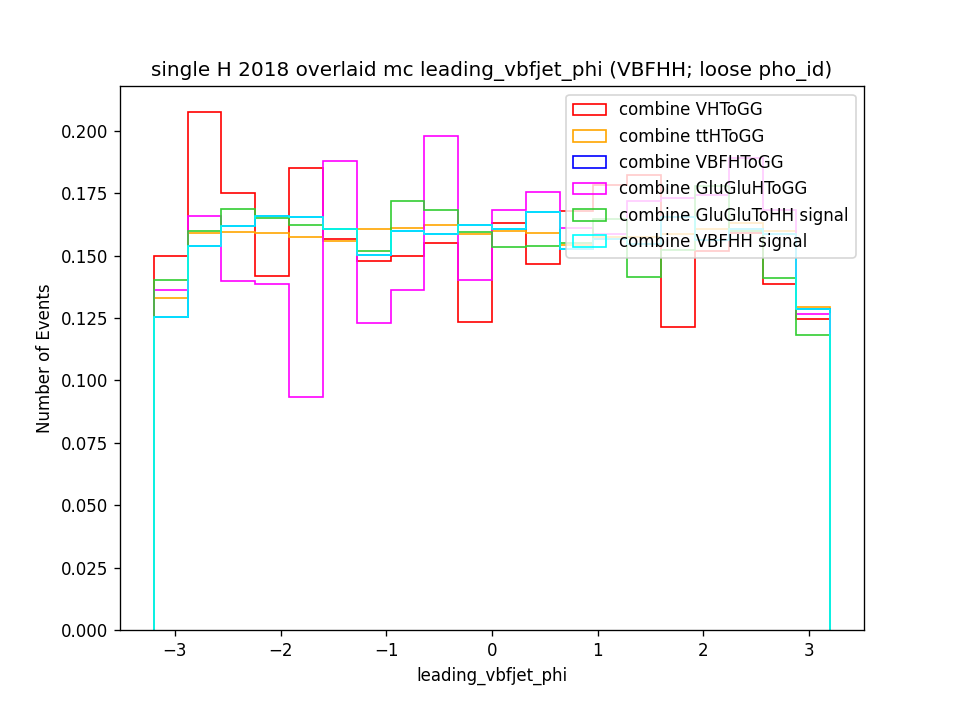 single H 2018 overlaid mc leading_vbfjet_phi (VBFHH; loose pho_id)
combine VHToGG
combine ttHToGG
combine VBFHToGG
combine GluGluHToGG
combine GluGluToHH signal
combine VBFHH signal
Number of Events
0.200
0.175
0.150
0.125
0.100
0.075
0.050
0.025
0.000
−3
−2
−1
0
1
2
3
leading_vbfjet_phi